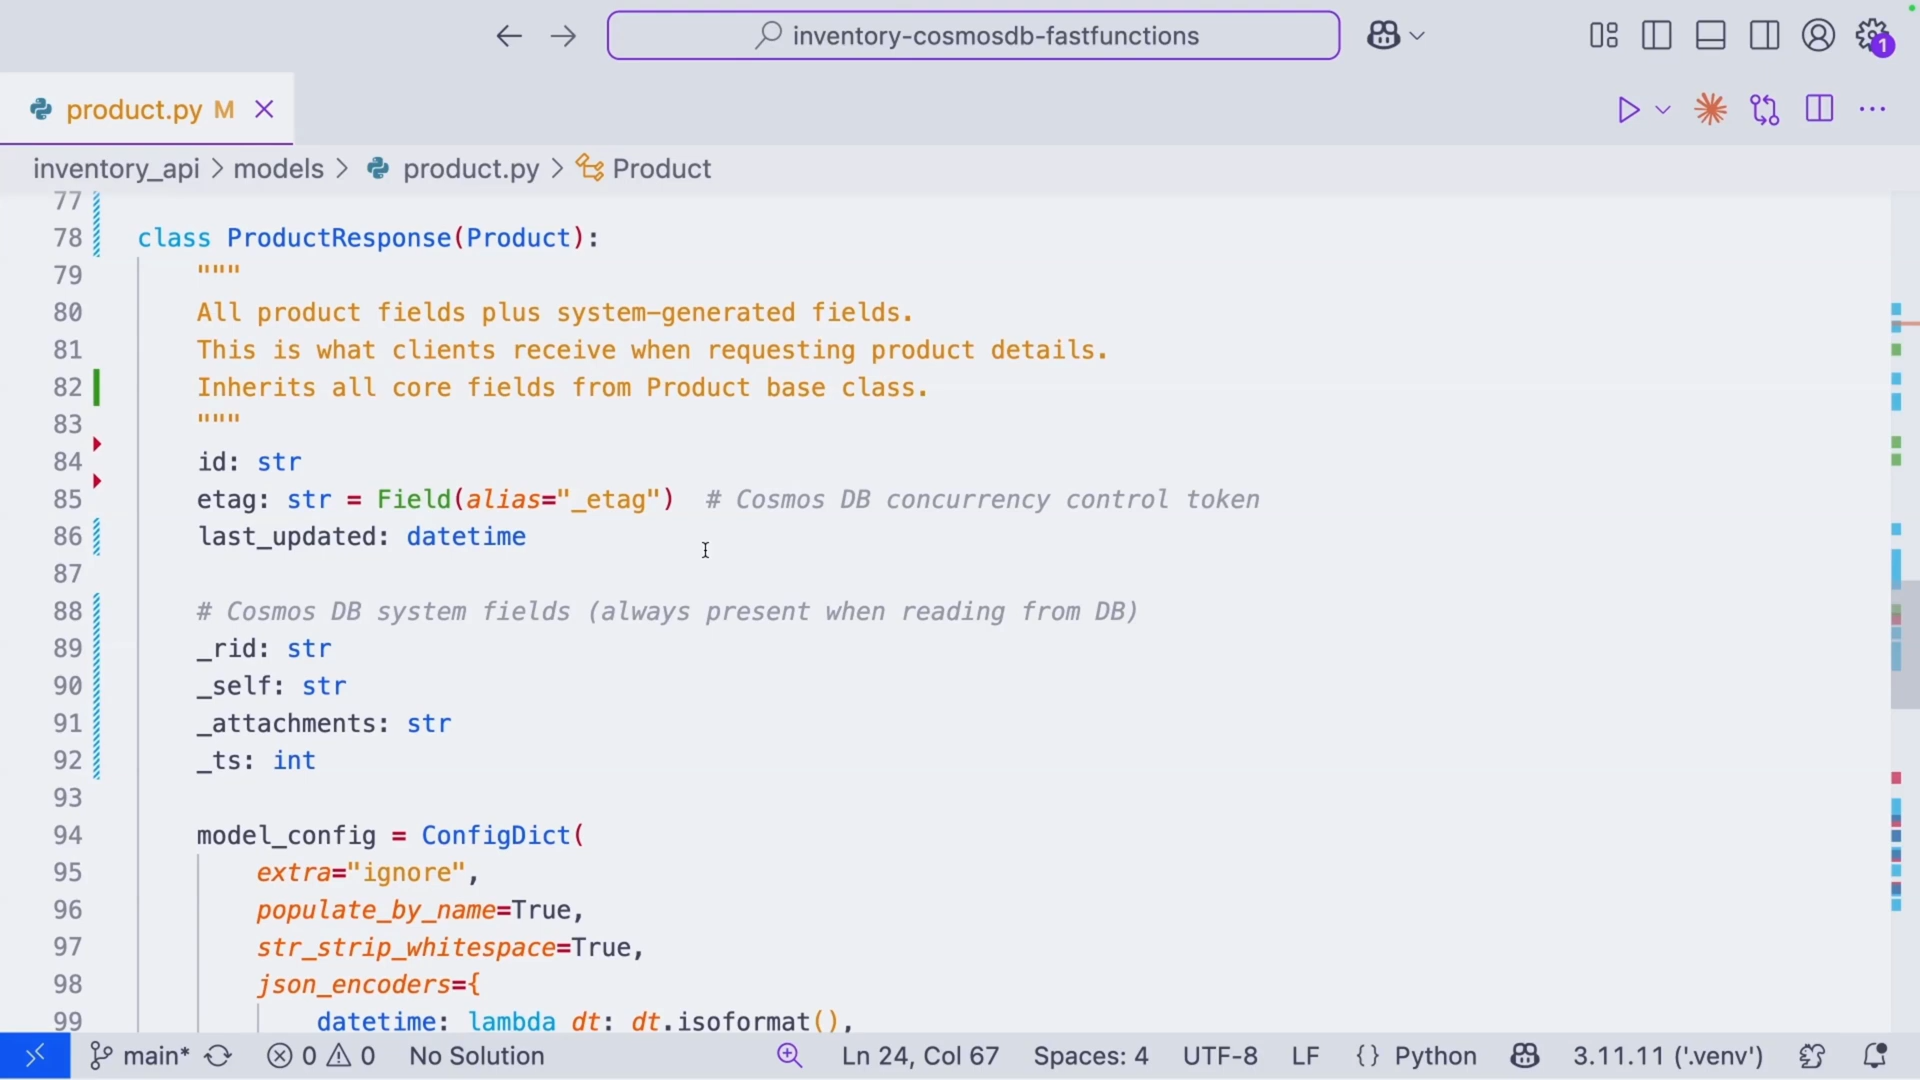 inventory-cosmosdb-fastfunctions
1
product.py M
inventory_api > models > product.py > Product
77
78 class ProductResponse(Product):
79 """
80 All product fields plus system-generated fields.
81 This is what clients receive when requesting product details.
82 Inherits all core fields from Product base class.
83 """
84 id: str
85 etag: str = Field(alias="_etag")  # Cosmos DB concurrency control token
86 last_updated: datetime
87
88 # Cosmos DB system fields (always present when reading from DB)
89 _rid: str
90 _self: str
91 _attachments: str
92 _ts: int
93
94 model_config = ConfigDict(
95 extra="ignore",
96 populate_by_name=True,
97 str_strip_whitespace=True,
98 json_encoders={
99 datetime: lambda dt: dt.isoformat(),
main* 0 0 No Solution Ln 24, Col 67 Spaces: 4 UTF-8 LF {} Python 3.11.11 ('.venv')